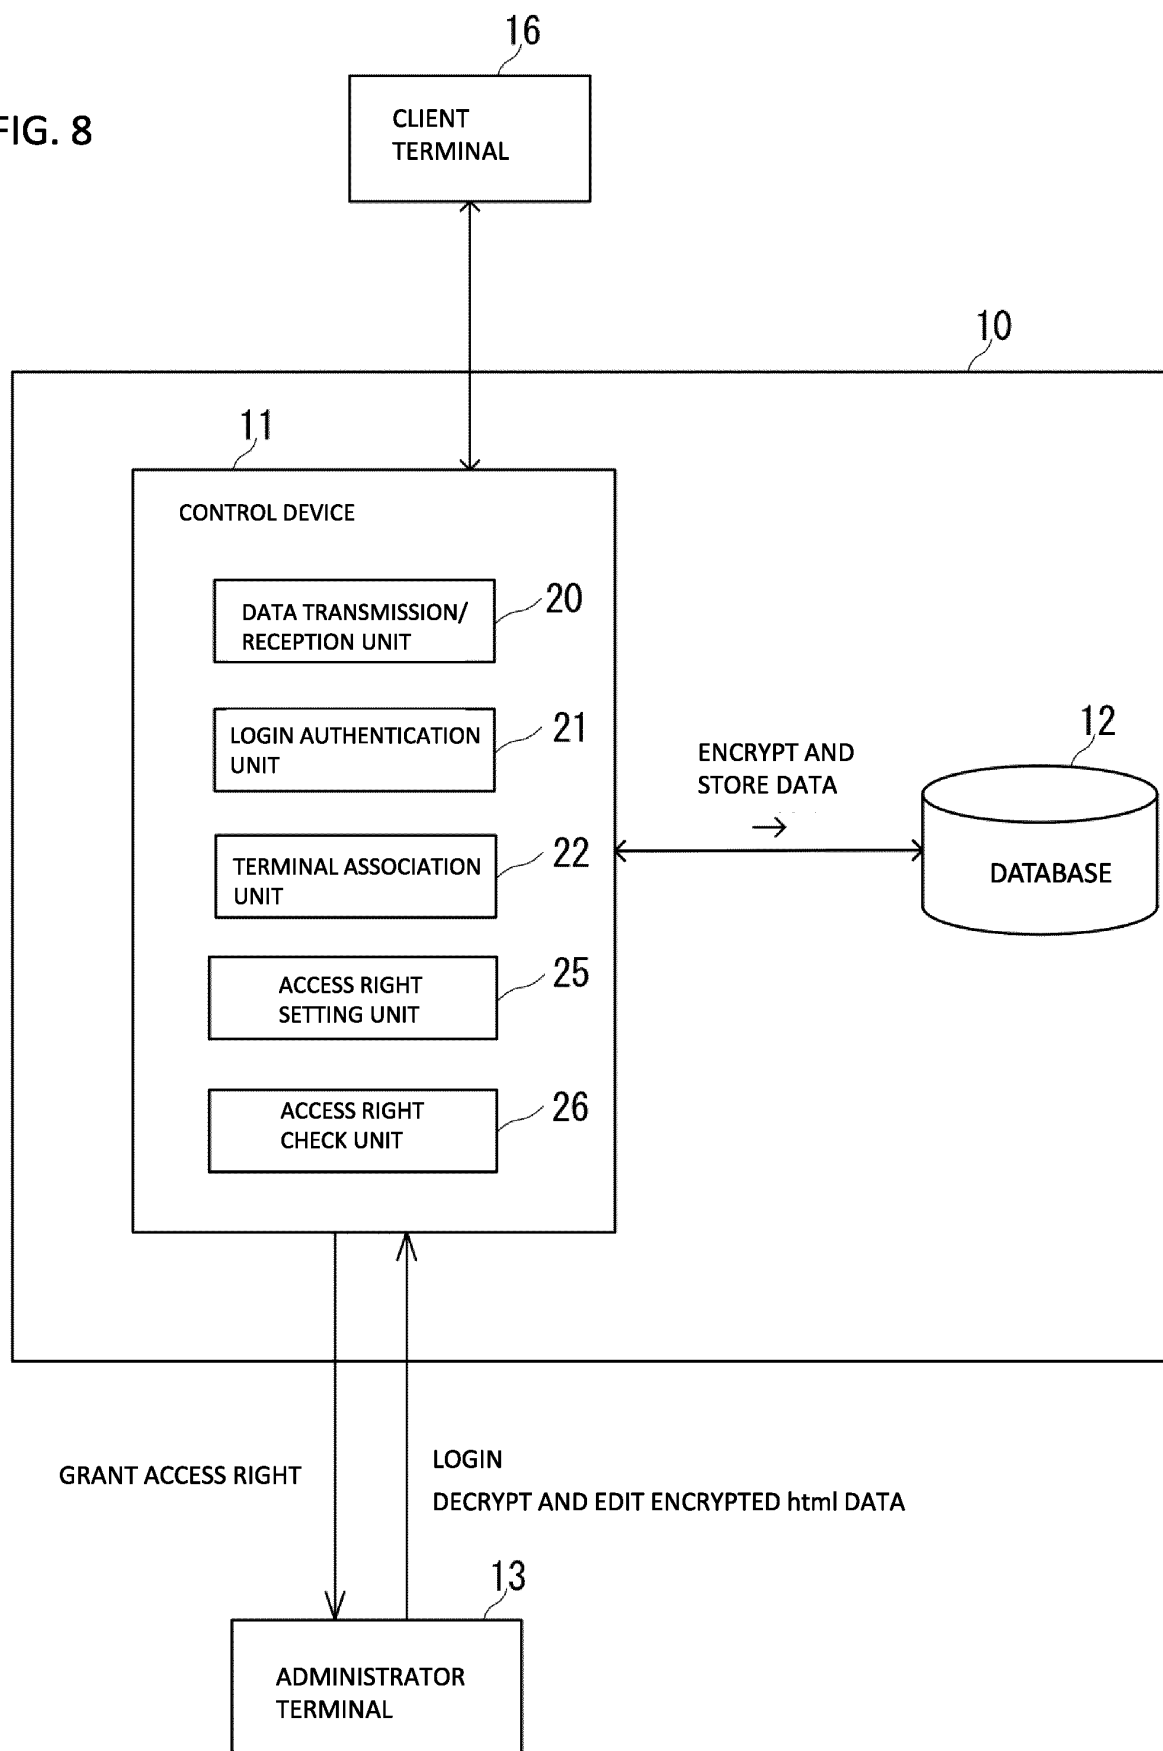 16
FIG. 8
CLIENT
TERMINAL
10
11
CONTROL DEVICE
DATA TRANSMISSION/
RECEPTION UNIT
20
LOGIN AUTHENTICATION
UNIT
21
TERMINAL ASSOCIATION
UNIT
22
ACCESS RIGHT
SETTING UNIT
25
ACCESS RIGHT
CHECK UNIT
26
ENCRYPT AND
STORE DATA
12
DATABASE
GRANT ACCESS RIGHT
LOGIN
DECRYPT AND EDIT ENCRYPTED html DATA
13
ADMINISTRATOR
TERMINAL